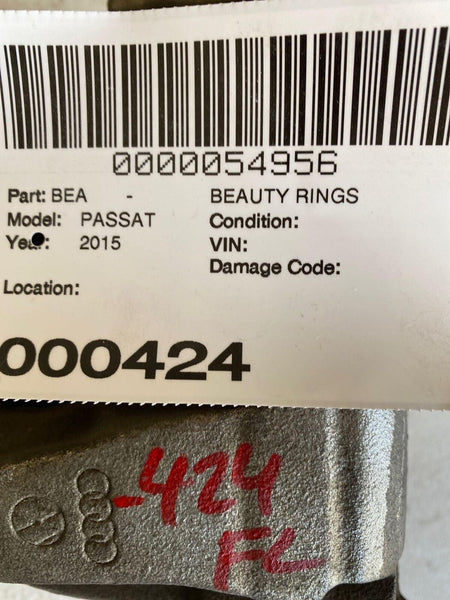 0000054956
Part: BEA - BEAUTY RINGS
Model: PASSAT Condition:
Year: 2015 VIN:
Damage Code:
Location:
000424
-424
FL